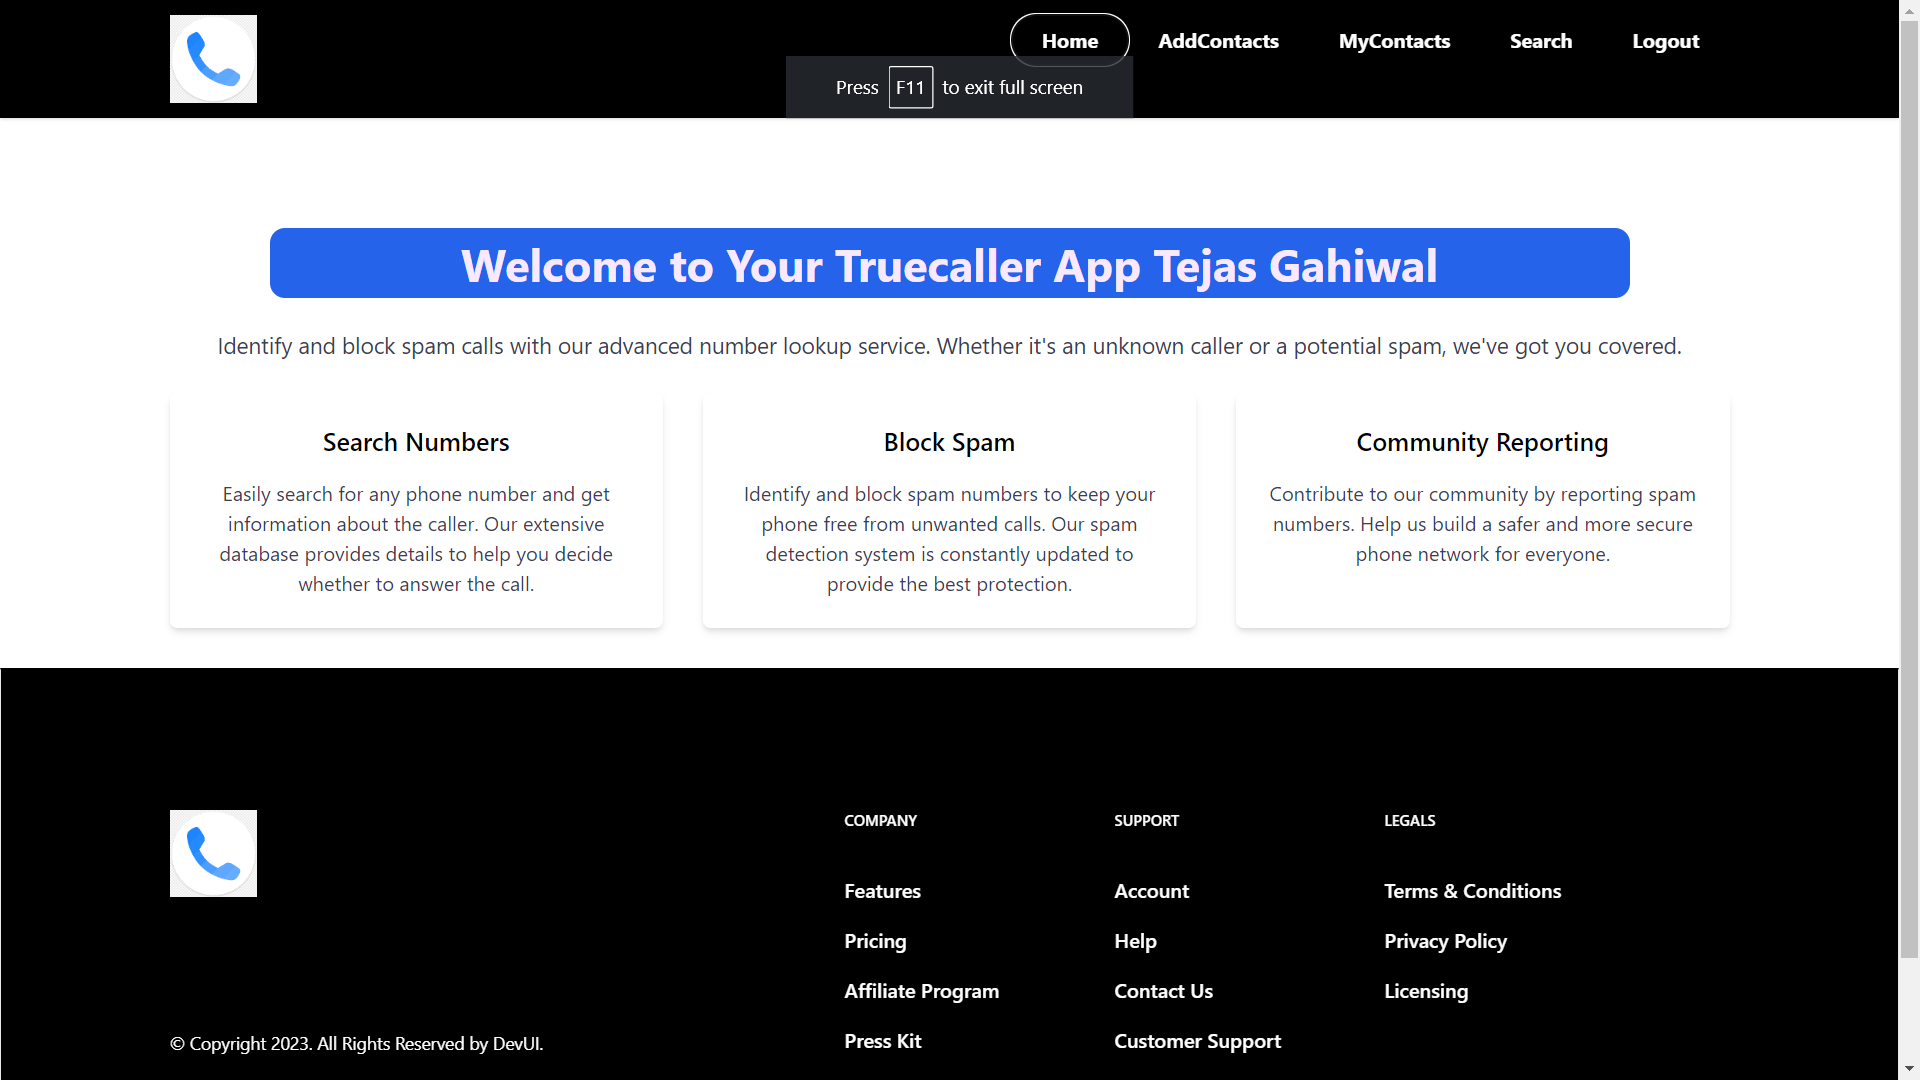 Home AddContacts MyContacts Search Logout
Press F11 to exit full screen
Welcome to Your Truecaller App Tejas Gahiwal
Identify and block spam calls with our advanced number lookup service. Whether it's an unknown caller or a potential spam, we've got you covered.
Search Numbers
Easily search for any phone number and get
information about the caller. Our extensive
database provides details to help you decide
whether to answer the call.
Block Spam
Identify and block spam numbers to keep your
phone free from unwanted calls. Our spam
detection system is constantly updated to
provide the best protection.
Community Reporting
Contribute to our community by reporting spam
numbers. Help us build a safer and more secure
phone network for everyone.
© Copyright 2023. All Rights Reserved by DevUI.
COMPANY
Features
Pricing
Affiliate Program
Press Kit
SUPPORT
Account
Help
Contact Us
Customer Support
LEGALS
Terms & Conditions
Privacy Policy
Licensing